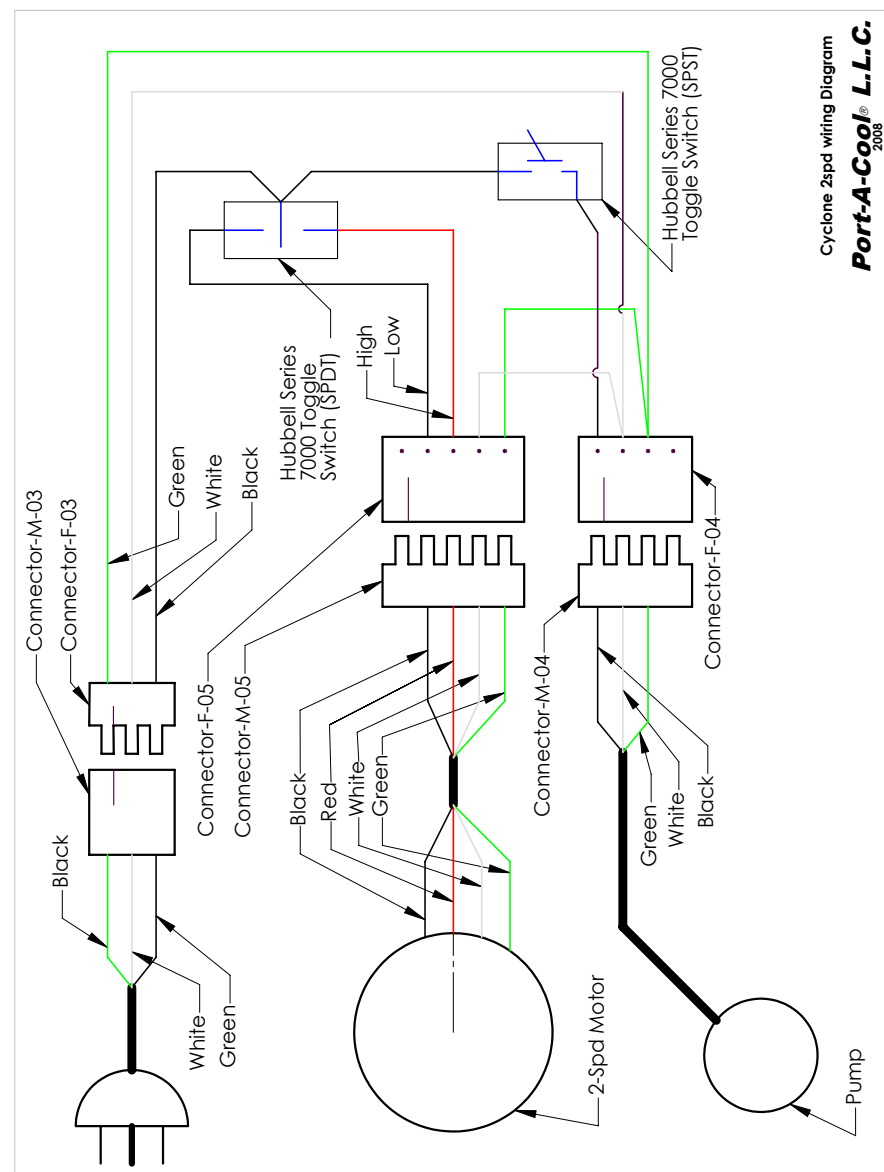 Connector-M-03
Connector-F-03
Green
White
Black
Black
White
Green
Hubbell Series
7000 Toggle
Switch (SPDT)
High
Low
Connector-F-05
Connector-M-05
Black
Red
White
Green
2-Spd Motor
Hubbell Series 7000
Toggle Switch (SPST)
Connector-M-04
Connector-F-04
Green
White
Black
Pump
Cyclone 2spd wiring Diagram
Port-A-Cool® L.L.C.
2008